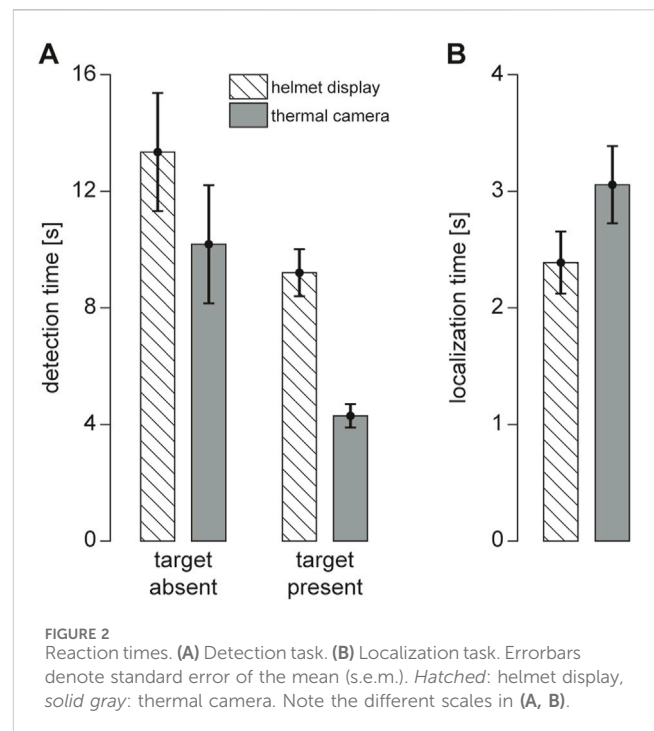 A
B
16
12
8
4
0
detection time [s]
helmet display
thermal camera
target
absent
target
present
4
3
2
1
0
localization time [s]
FIGURE 2
Reaction times. (A) Detection task. (B) Localization task. Errorbars
denote standard error of the mean (s.e.m.). Hatched: helmet display,
solid gray: thermal camera. Note the different scales in (A, B).